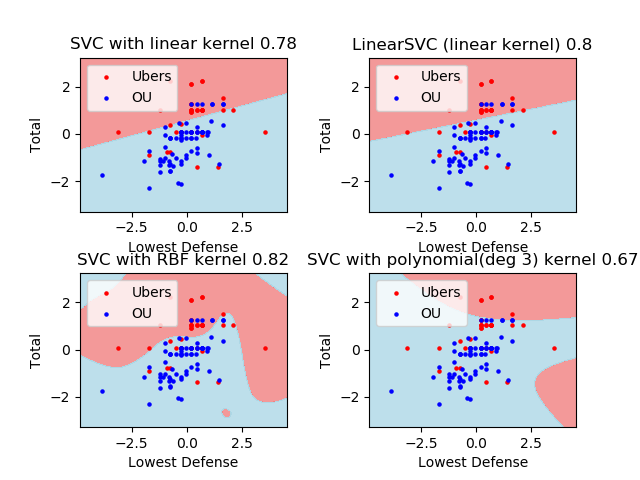 SVC with linear kernel 0.78
Ubers
OU
Total
2
0
−2
−2.5
0.0
2.5
Lowest Defense
LinearSVC (linear kernel) 0.8
Ubers
OU
Total
2
0
−2
−2.5
0.0
2.5
Lowest Defense
SVC with RBF kernel 0.82
Ubers
OU
Total
2
0
−2
−2.5
0.0
2.5
Lowest Defense
SVC with polynomial(deg 3) kernel 0.67
Ubers
OU
Total
2
0
−2
−2.5
0.0
2.5
Lowest Defense